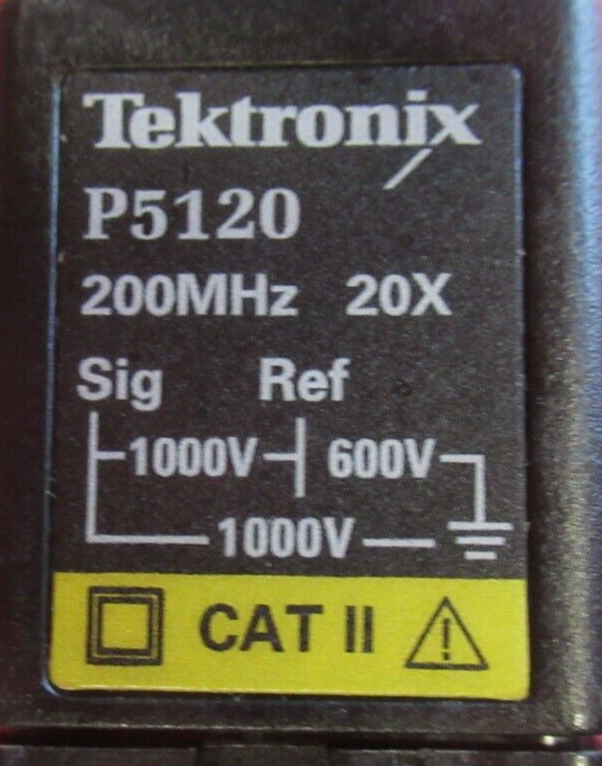 Tektronix
P5120
200MHz 20X
Sig Ref
1000V 600V
1000V
CAT II